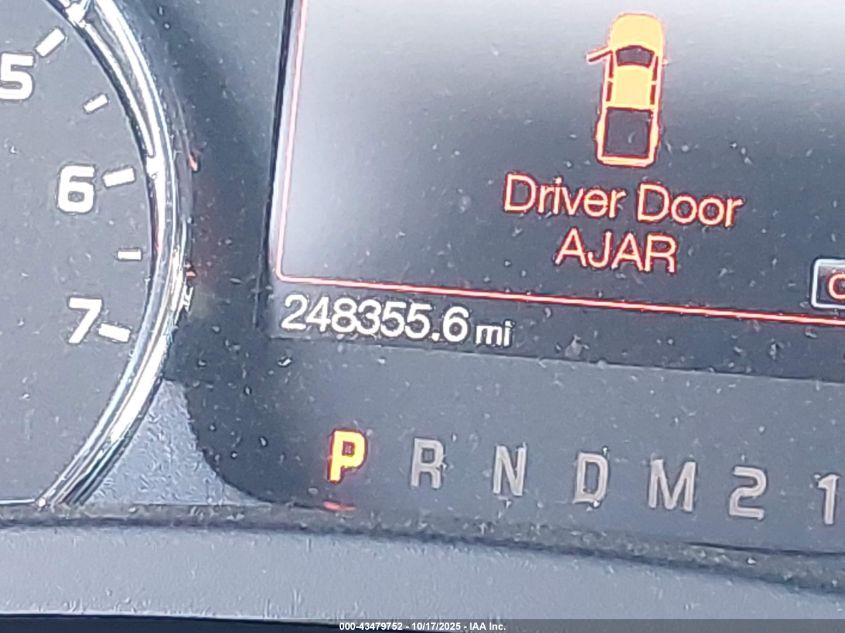 5
6
7
Driver Door
AJAR
248355.6 mi
P R N D M 2 1
000-43479752 - 10/17/2025 - IAA Inc.